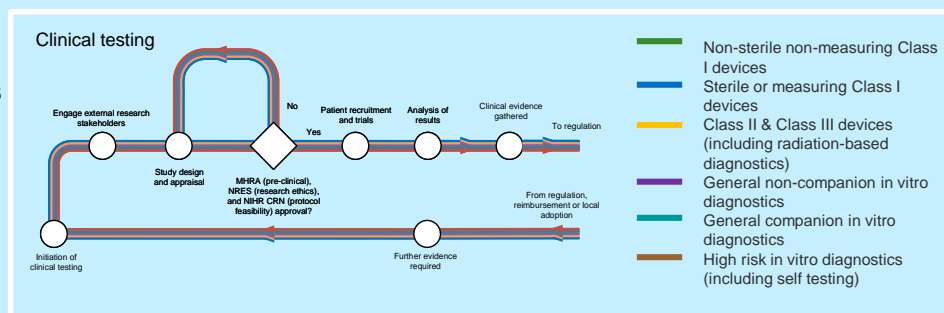 Clinical testing
Engage external research
stakeholders
No
Yes
Patient recruitment
and trials
Analysis of
results
Clinical evidence
gathered
To regulation
Study design
and appraisal
MHRA (pre-clinical),
NRES (research ethics),
and NIHR CRN (protocol
feasibility) approval?
From regulation,
reimbursement or local
adoption
Initiation of
clinical testing
Further evidence
required
Non-sterile non-measuring Class
I devices
Sterile or measuring Class I
devices
Class II & Class III devices
(including radiation-based
diagnostics)
General non-companion in vitro
diagnostics
General companion in vitro
diagnostics
High risk in vitro diagnostics
(including self testing)